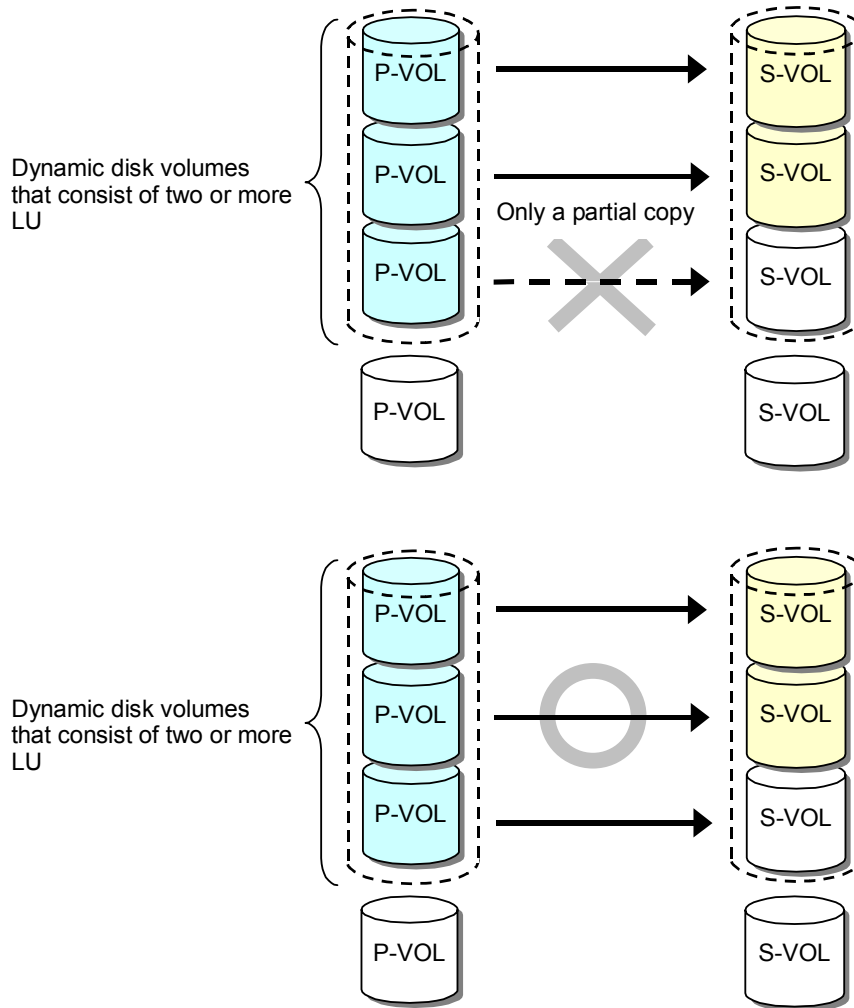 P-VOL
S-VOL
P-VOL
S-VOL
Dynamic disk volumes
that consist of two or more
LU
Only a partial copy
P-VOL
S-VOL
P-VOL
S-VOL
P-VOL
S-VOL
Dynamic disk volumes
that consist of two or more
LU
P-VOL
S-VOL
P-VOL
S-VOL
P-VOL
S-VOL